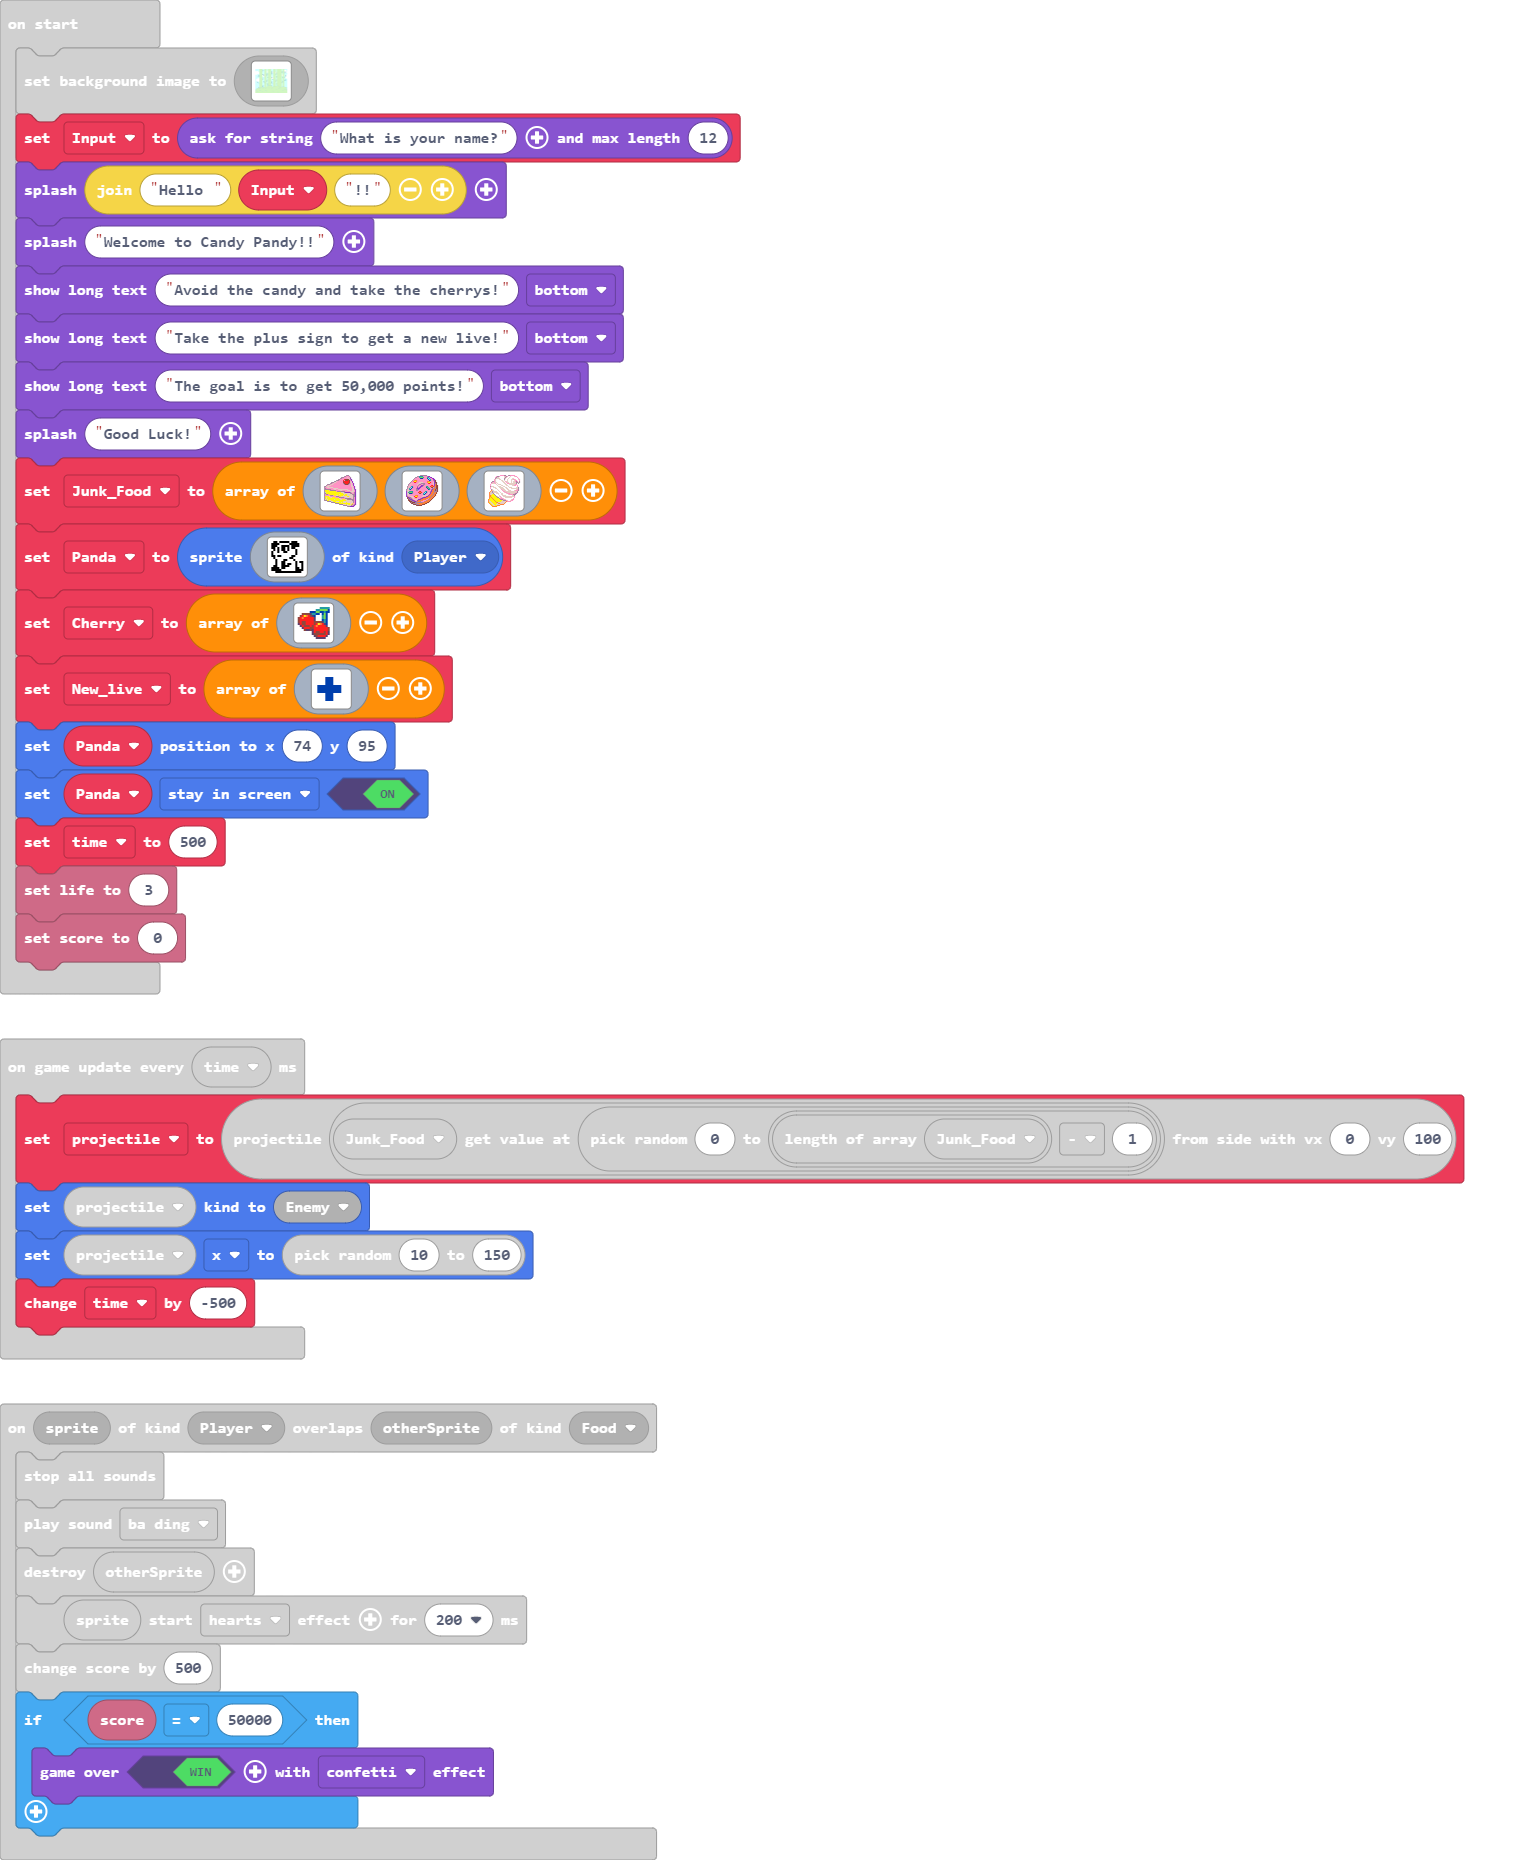 on start
set background image to
set Input to ask for string "What is your name?" and max length 12
splash join "Hello " Input "!!"
splash "Welcome to Candy Pandy!!"
show long text "Avoid the candy and take the cherrys!" bottom
show long text "Take the plus sign to get a new live!" bottom
show long text "The goal is to get 50,000 points!" bottom
splash "Good Luck!"
set Junk_Food to array of
set Panda to sprite of kind Player
set Cherry to array of
set New_live to array of
set Panda position to x 74 y 95
set Panda stay in screen ON
set time to 500
set life to 3
set score to 0
on game update every time ms
set projectile to projectile Junk_Food get value at pick random 0 to length of array Junk_Food - 1 from side with vx 0 vy 100
set projectile kind to Enemy
set projectile x to pick random 10 to 150
change time by -500
on sprite of kind Player overlaps otherSprite of kind Food
stop all sounds
play sound ba ding
destroy otherSprite
sprite start hearts effect for 200 ms
change score by 500
if score = 50000 then
game over WIN with confetti effect